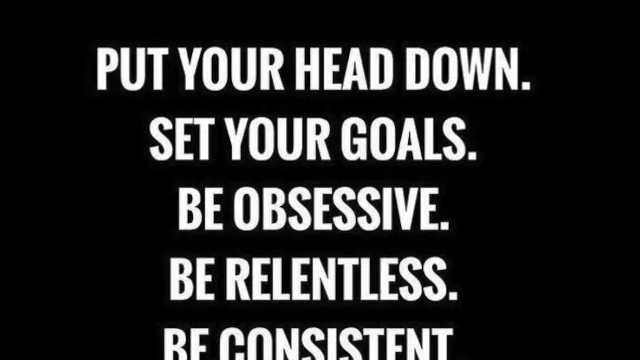 PUT YOUR HEAD DOWN.
SET YOUR GOALS.
BE OBSESSIVE.
BE RELENTLESS.
BE CONSISTENT